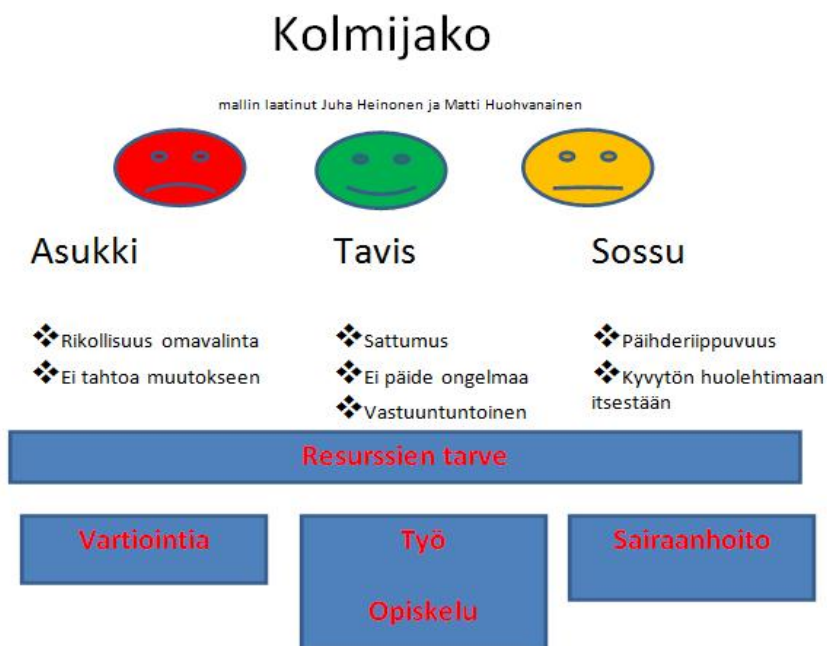 Kolmijako
mallin laatinut Juha Heinonen ja Matti Huohvanainen
Asukki
Rikollisuus omavalinta
Ei tahtoa muutokseen
Tavis
Sattumus
Ei päide ongelmaa
Vastuuntuntoinen
Sossu
Päihderiippuvuus
Kyvytön huolehtimaan
itsestään
Resurssien tarve
Vartiointia
Työ
Opiskelu
Sairaanhoito